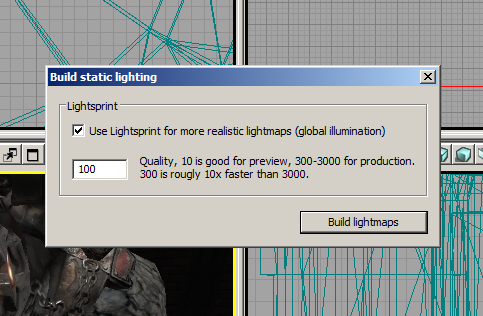 Build static lighting
Lightsprint
Use Lightsprint for more realistic lightmaps (global illumination)
100
Quality, 10 is good for preview, 300-3000 for production.
300 is rougly 10x faster than 3000.
Build lightmaps